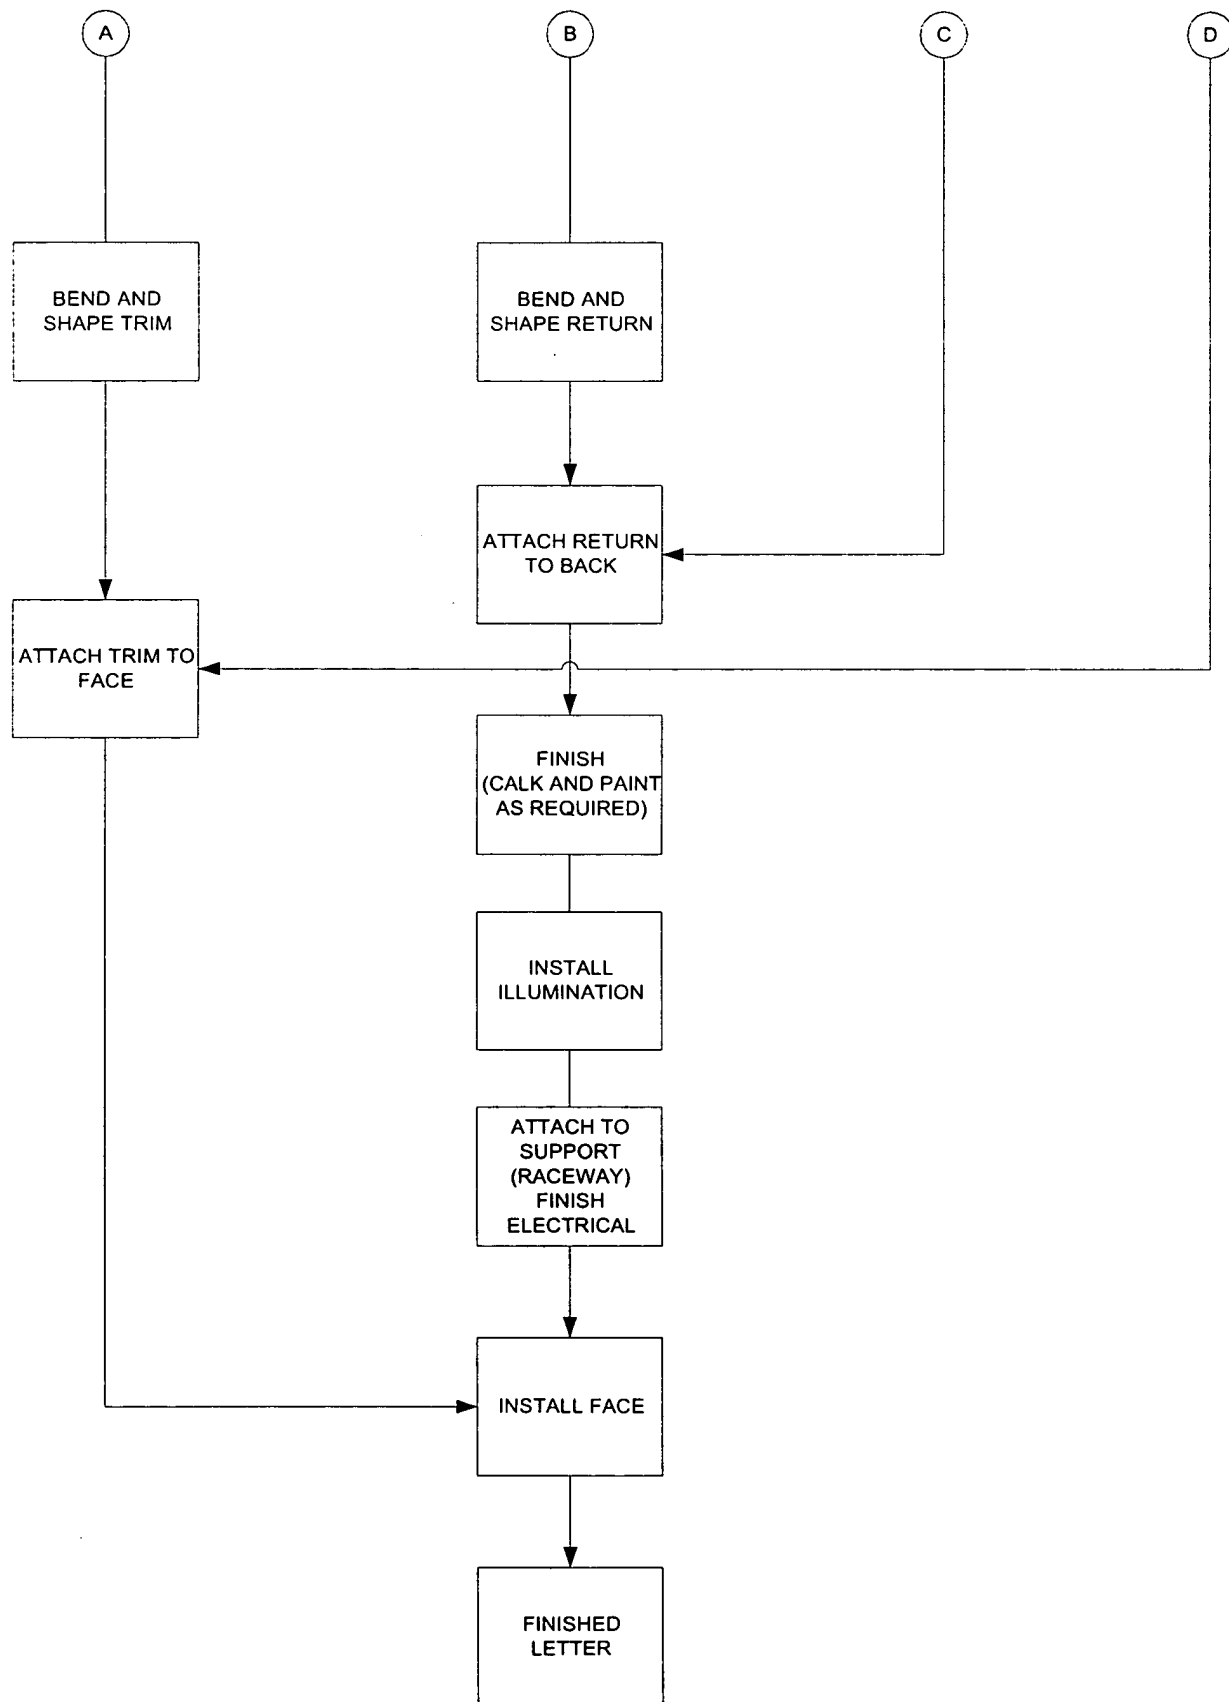 A
B
C
D
BEND AND
SHAPE TRIM
BEND AND
SHAPE RETURN
ATTACH RETURN
TO BACK
ATTACH TRIM TO
FACE
FINISH
(CALK AND PAINT
AS REQUIRED)
INSTALL
ILLUMINATION
ATTACH TO
SUPPORT
(RACEWAY)
FINISH
ELECTRICAL
INSTALL FACE
FINISHED
LETTER